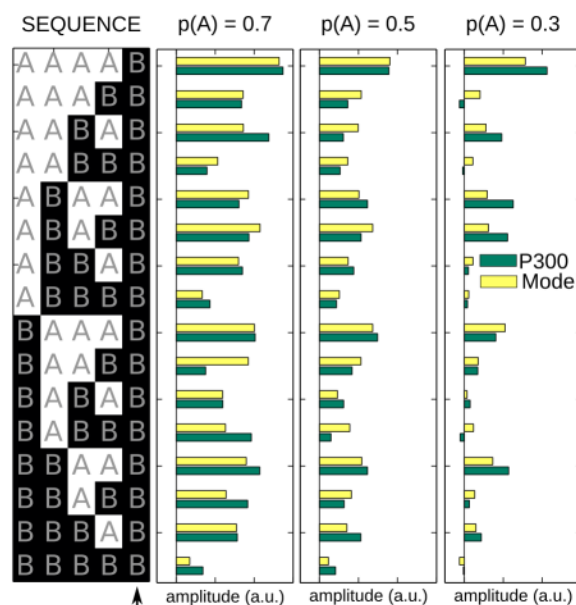 SEQUENCE p(A) = 0.7 p(A) = 0.5 p(A) = 0.3
A A A A B
A A A B B
A A B A B
A A B B B
A B A A B
A B A B B
A B B A B
A B B B B
B A A A B
B A A B B
B A B A B
B A B B B
B B A A B
B B A B B
B B B A B
B B B B B
P300
Mode
amplitude (a.u.) amplitude (a.u.) amplitude (a.u.)